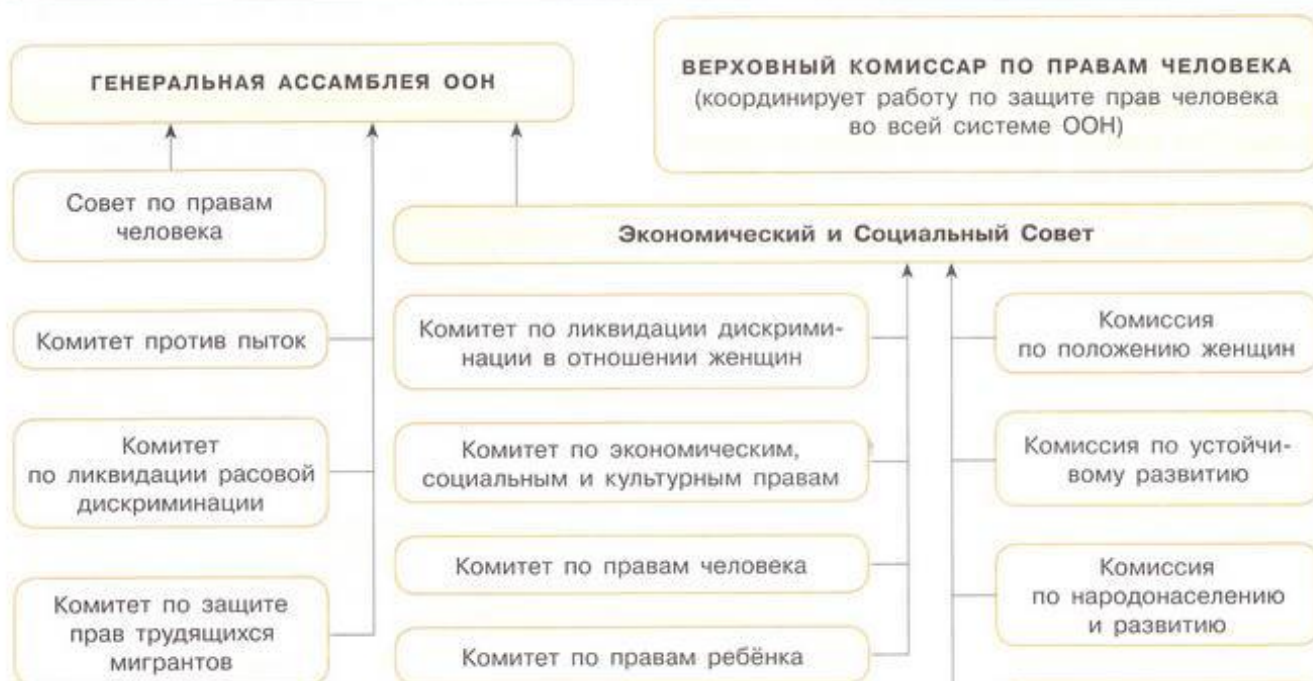 ГЕНЕРАЛЬНАЯ АССАМБЛЕЯ ООН
ВЕРХОВНЫЙ КОМИССАР ПО ПРАВАМ ЧЕЛОВЕКА
(координирует работу по защите прав человека
во всей системе ООН)
Совет по правам
человека
Экономический и Социальный Совет
Комитет против пыток
Комитет
по ликвидации расовой
дискриминации
Комитет по защите
прав трудящихся
мигрантов
Комитет по ликвидации дискрими-
нации в отношении женщин
Комитет по экономическим,
социальным и культурным правам
Комитет по правам человека
Комитет по правам ребёнка
Комиссия
по положению женщин
Комиссия по устойчи-
вому развитию
Комиссия
по народонаселению
и развитию